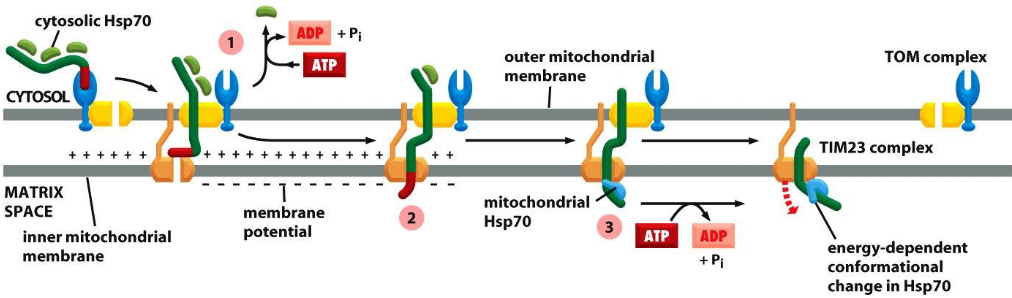 cytosolic Hsp70
1
ADP + Pi
ATP
CYTOSOL
outer mitochondrial
membrane
TOM complex
+ + + + + + + + + + + + + + + + + + + + + + + + + + +
TIM23 complex
MATRIX
SPACE
inner mitochondrial
membrane
– – – – – – – – – – – – – – – – – – – –
membrane
potential
2
mitochondrial
Hsp70
3
ATP
ADP
+ Pi
energy-dependent
conformational
change in Hsp70